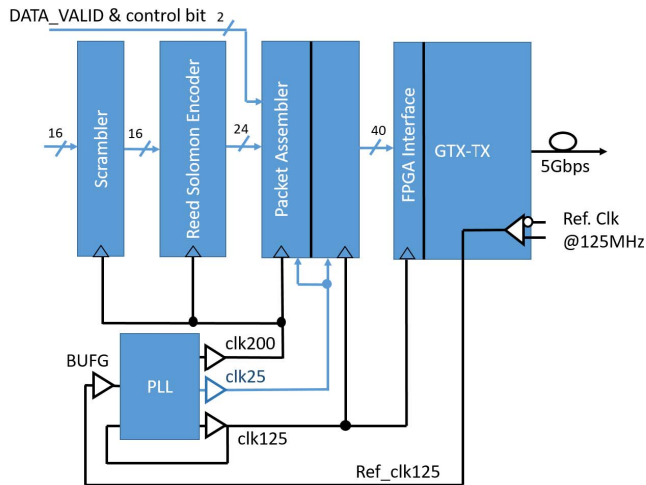 DATA_VALID & control bit
2
Scrambler
Reed Solomon Encoder
Packet Assembler
FPGA Interface
GTX-TX
16
16
24
40
5Gbps
Ref. Clk
@125MHz
clk200
BUFG
PLL
clk25
clk125
Ref_clk125